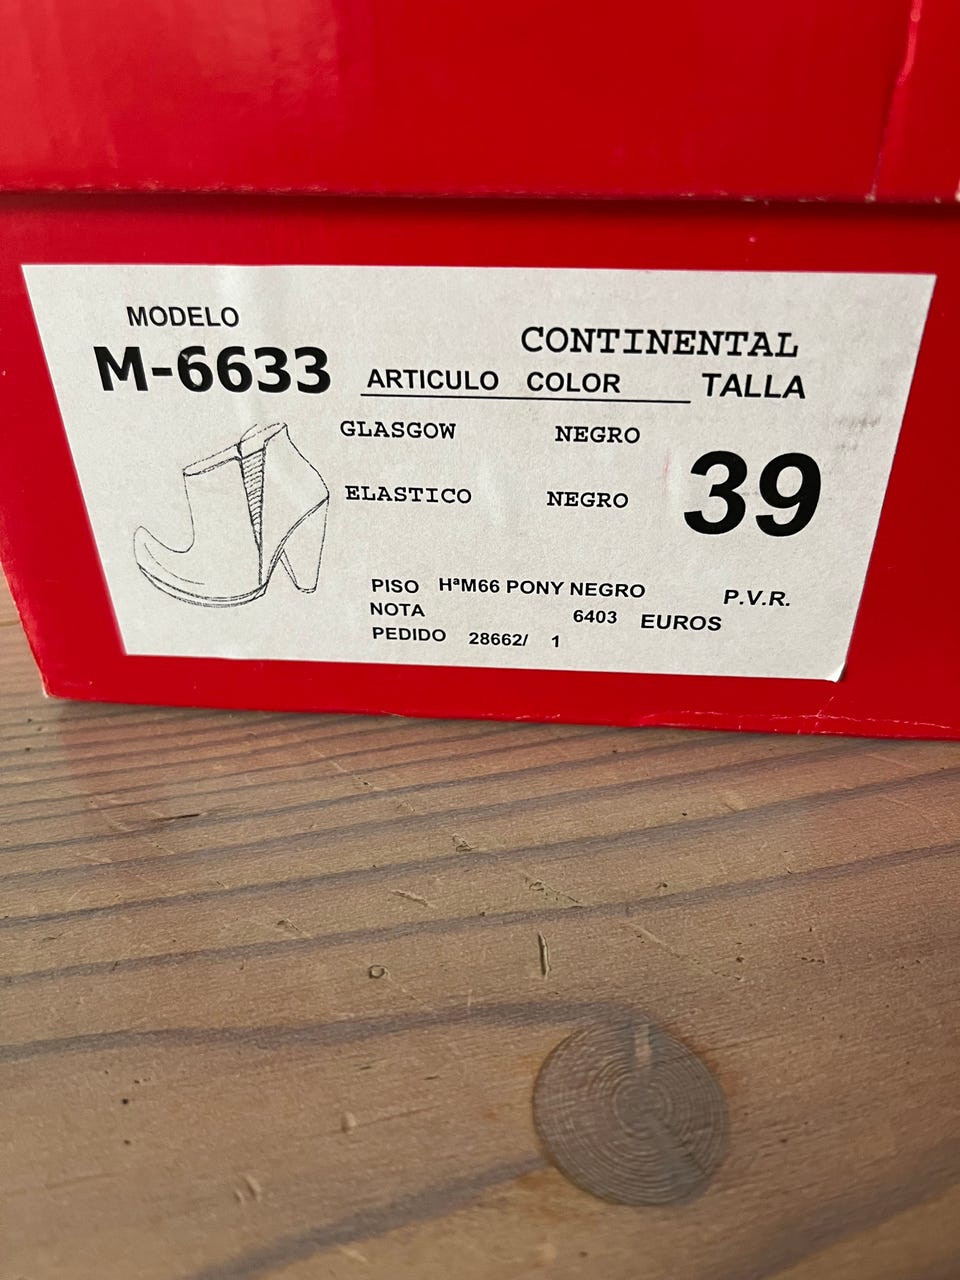 MODELO
M-6633
CONTINENTAL
ARTICULO COLOR TALLA
GLASGOW NEGRO
39
ELASTICO NEGRO
PISO HªM66 PONY NEGRO P.V.R.
NOTA 6403 EUROS
PEDIDO 28662/ 1